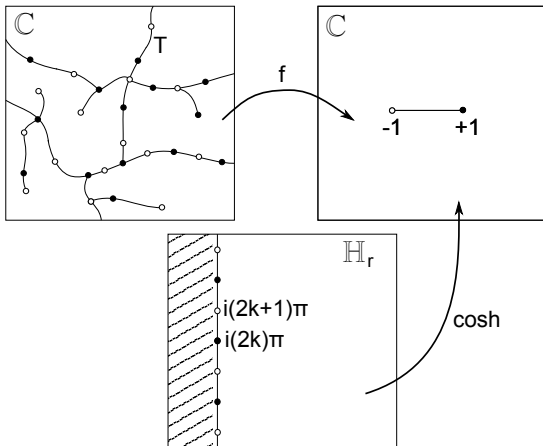 ℂ
T
f
ℂ
-1
+1
ℍr
i(2k+1)π
i(2k)π
cosh